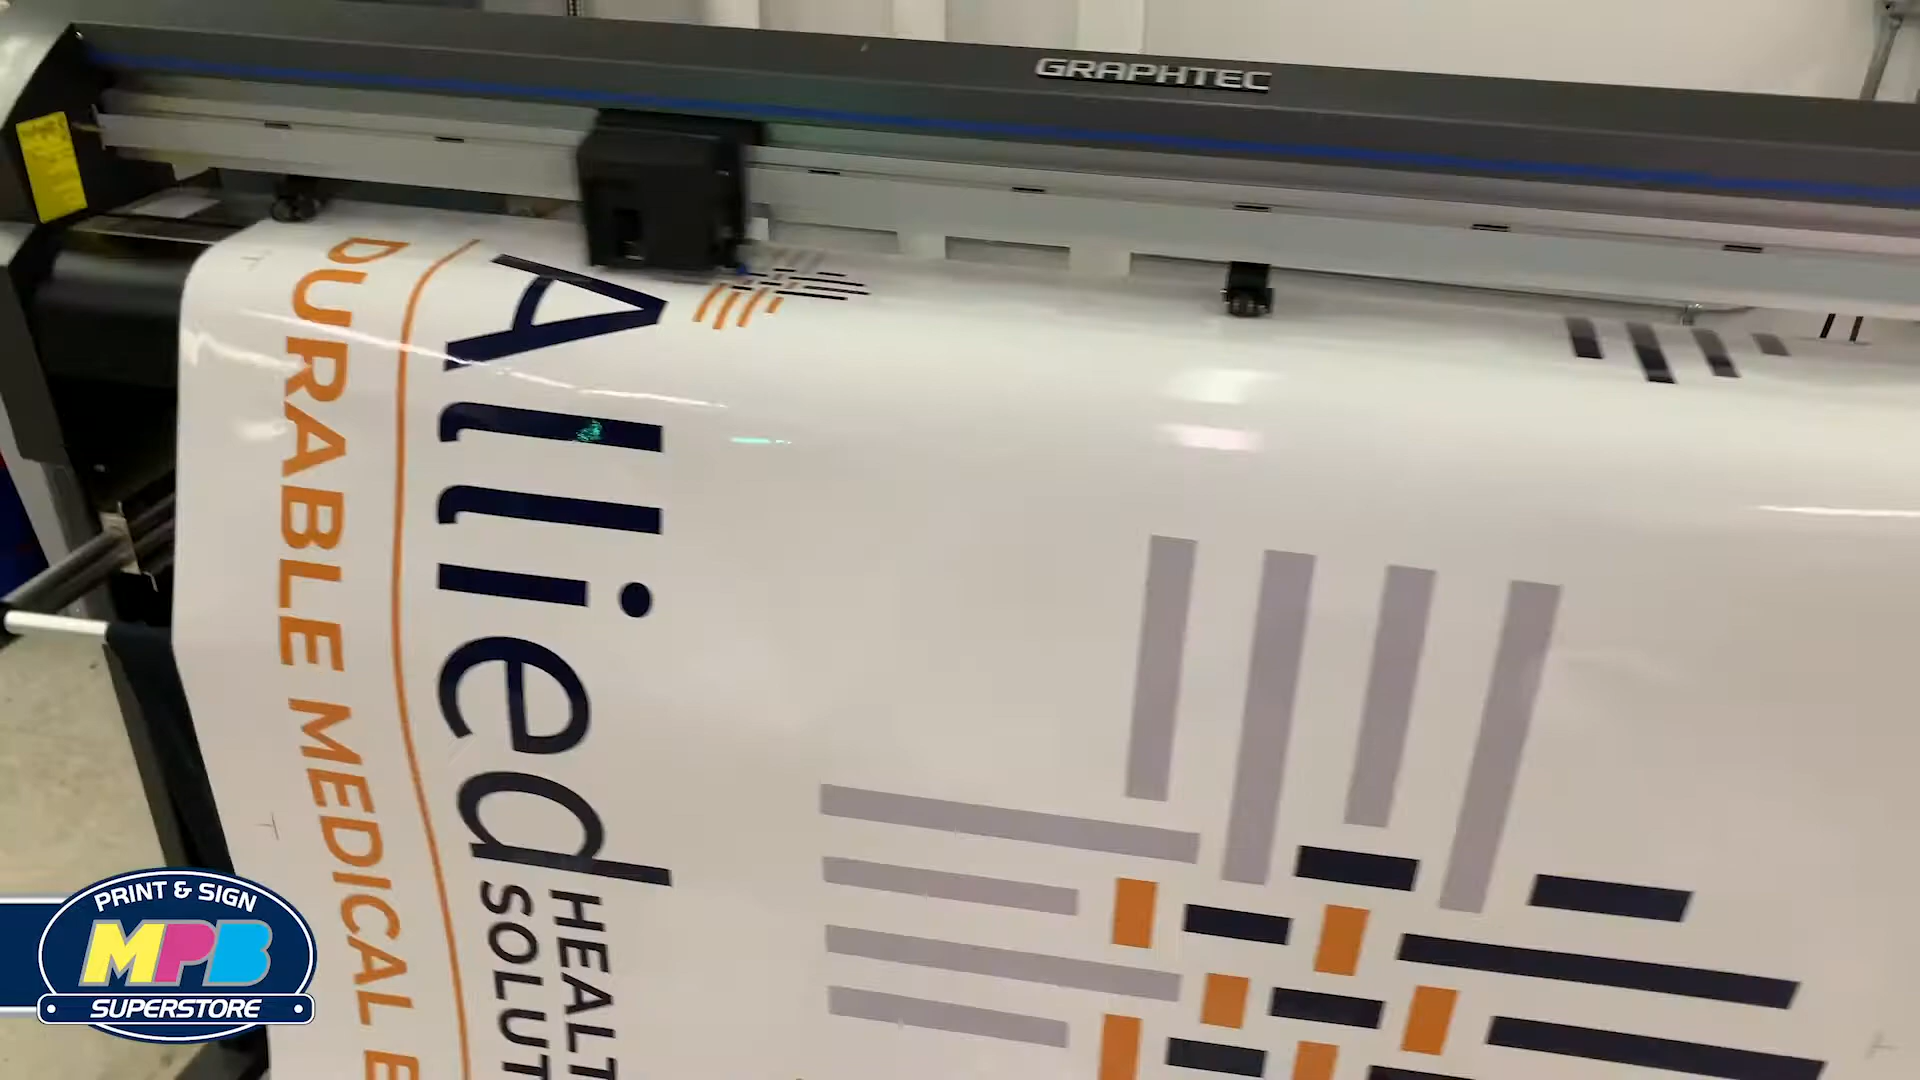 GRAPHTEC
DURABLE MEDICAL E
Allied
HEALT
SOLUT
PRINT & SIGN
MPB
SUPERSTORE